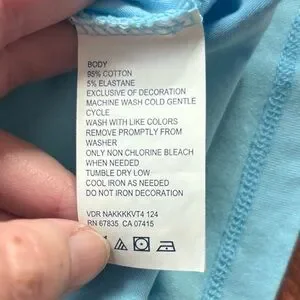 BODY
95% COTTON
5% ELASTANE
EXCLUSIVE OF DECORATION
MACHINE WASH COLD GENTLE
CYCLE
WASH WITH LIKE COLORS
REMOVE PROMPTLY FROM
WASHER
ONLY NON CHLORINE BLEACH
WHEN NEEDED
TUMBLE DRY LOW
COOL IRON AS NEEDED
DO NOT IRON DECORATION
VDR NAKKKKVT4 124
RN 67835 CA 07415